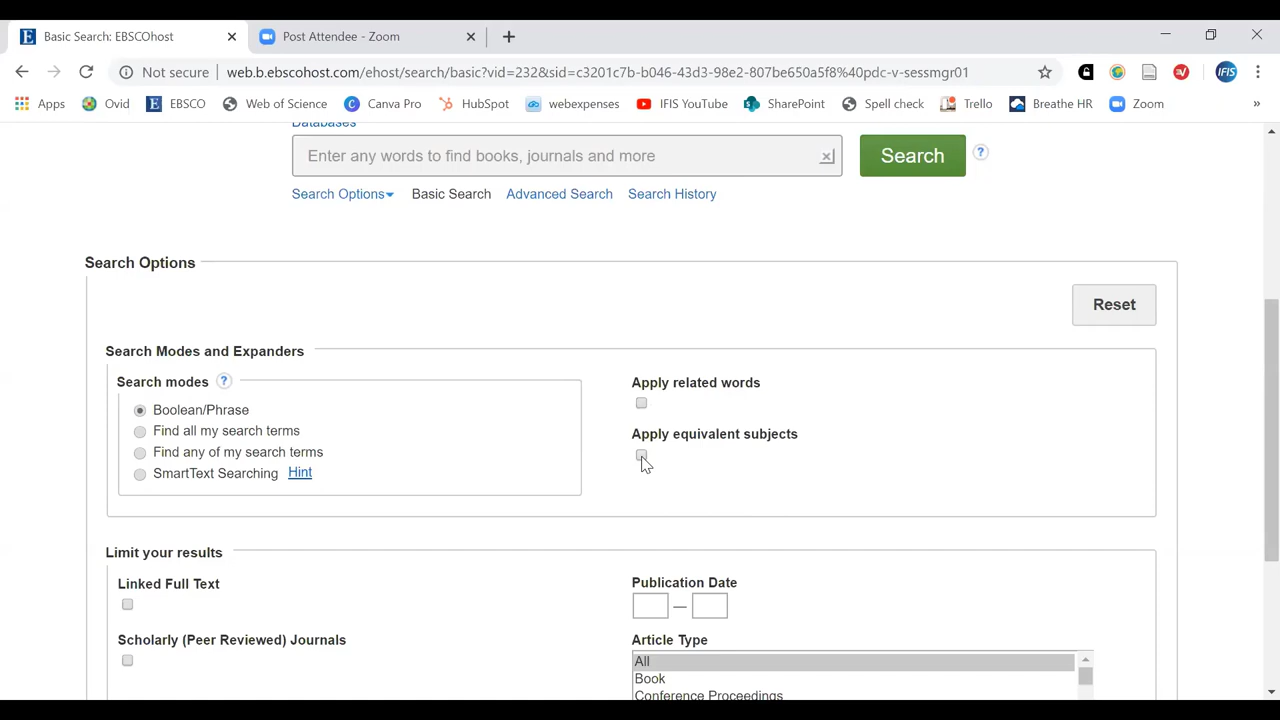 Basic Search: EBSCOhost
Post Attendee - Zoom
Not secure
web.b.ebscohost.com/ehost/search/basic?vid=232&sid=c3201c7b-b046-43d3-98e2-807be650a5f8%40pdc-v-sessmgr01
IFIS
Apps
Ovid
EBSCO
Web of Science
Canva Pro
HubSpot
webexpenses
IFIS YouTube
SharePoint
Spell check
Trello
Breathe HR
Zoom
»
Databases
Enter any words to find books, journals and more
Search
?
Search Options
Basic Search
Advanced Search
Search History
Search Options
Reset
Search Modes and Expanders
Search modes ?
Boolean/Phrase
Find all my search terms
Find any of my search terms
SmartText Searching Hint
Apply related words
Apply equivalent subjects
Limit your results
Linked Full Text
Scholarly (Peer Reviewed) Journals
Publication Date
—
Article Type
All
Book
Conference Proceedings